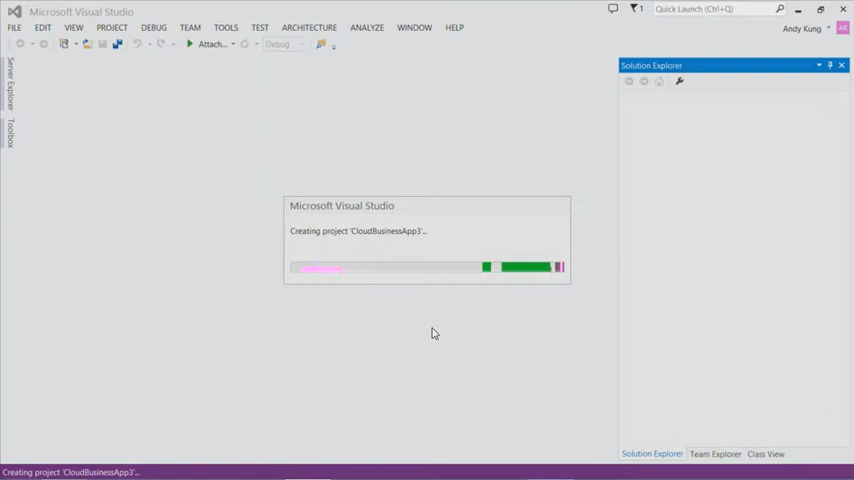 Microsoft Visual Studio
1
Quick Launch (Ctrl+Q)
FILE EDIT VIEW PROJECT DEBUG TEAM TOOLS TEST ARCHITECTURE ANALYZE WINDOW HELP
Andy Kung
AK
Attach...
Debug
Server Explorer
Toolbox
Solution Explorer
Microsoft Visual Studio
Creating project 'CloudBusinessApp3'...
Solution Explorer Team Explorer Class View
Creating project 'CloudBusinessApp3'...